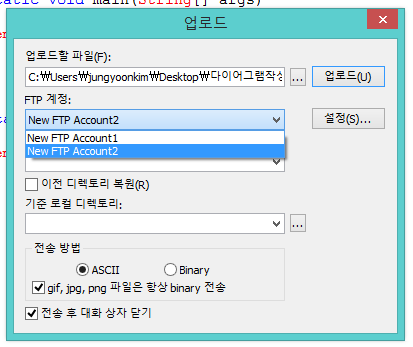 static void main(String[] args)
업로드
업로드할 파일(F):
C:₩Users₩jungyoonkim₩Desktop₩다이어그램작성
...
업로드(U)
FTP 계정:
New FTP Account2
설정(S)...
New FTP Account1
New FTP Account2
이전 디렉토리 복원(R)
기준 로컬 디렉토리:
...
전송 방법
ASCII
Binary
gif, jpg, png 파일은 항상 binary 전송
전송 후 대화 상자 닫기